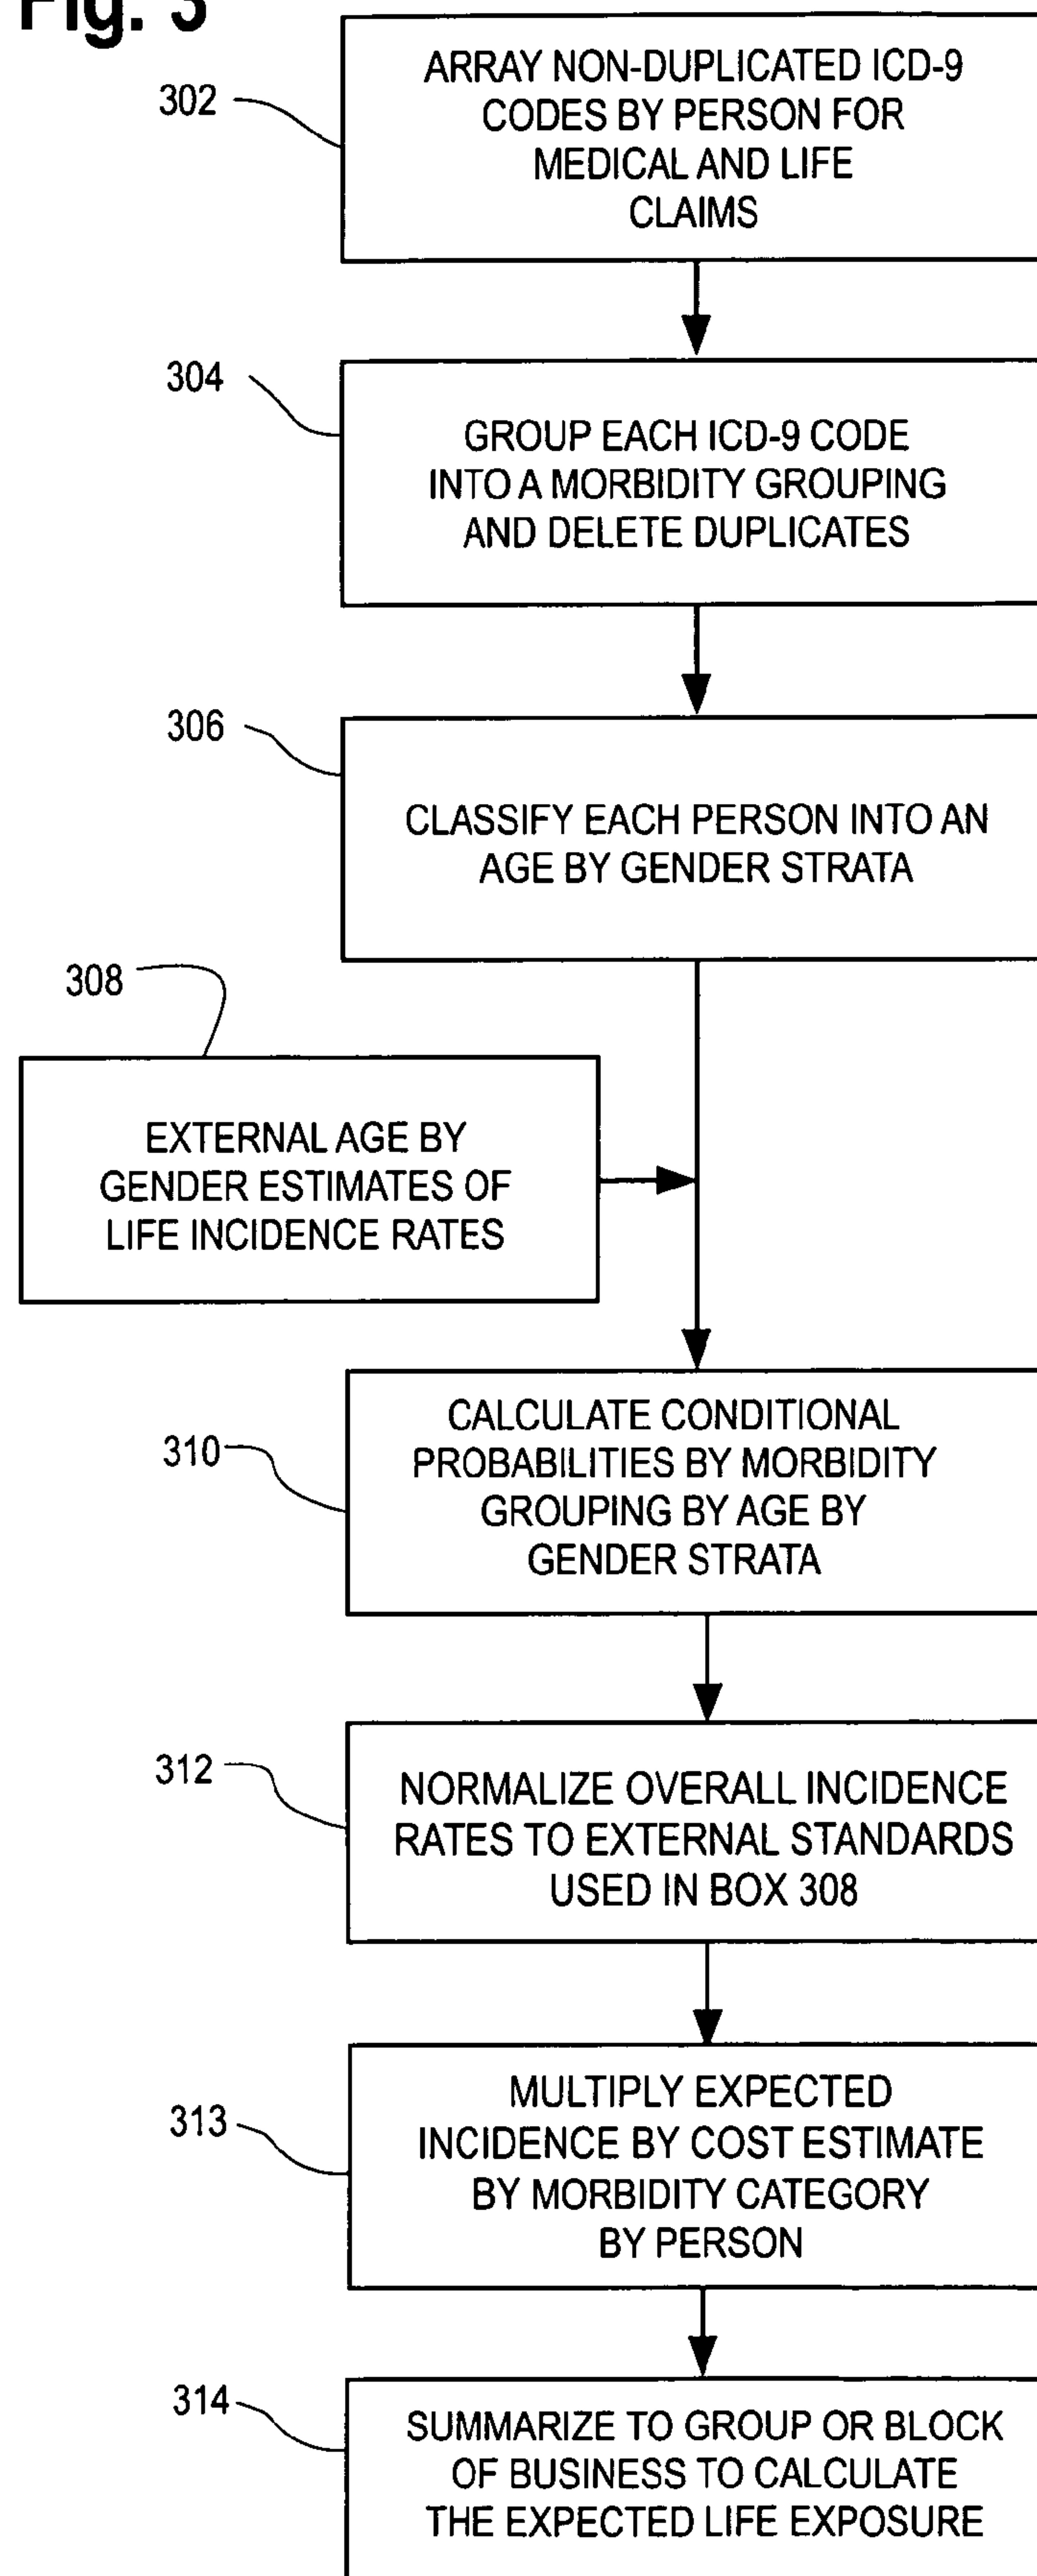 Fig. 3
302
ARRAY NON-DUPLICATED ICD-9
CODES BY PERSON FOR
MEDICAL AND LIFE
CLAIMS
304
GROUP EACH ICD-9 CODE
INTO A MORBIDITY GROUPING
AND DELETE DUPLICATES
306
CLASSIFY EACH PERSON INTO AN
AGE BY GENDER STRATA
308
EXTERNAL AGE BY
GENDER ESTIMATES OF
LIFE INCIDENCE RATES
310
CALCULATE CONDITIONAL
PROBABILITIES BY MORBIDITY
GROUPING BY AGE BY
GENDER STRATA
312
NORMALIZE OVERALL INCIDENCE
RATES TO EXTERNAL STANDARDS
USED IN BOX 308
313
MULTIPLY EXPECTED
INCIDENCE BY COST ESTIMATE
BY MORBIDITY CATEGORY
BY PERSON
314
SUMMARIZE TO GROUP OR BLOCK
OF BUSINESS TO CALCULATE
THE EXPECTED LIFE EXPOSURE